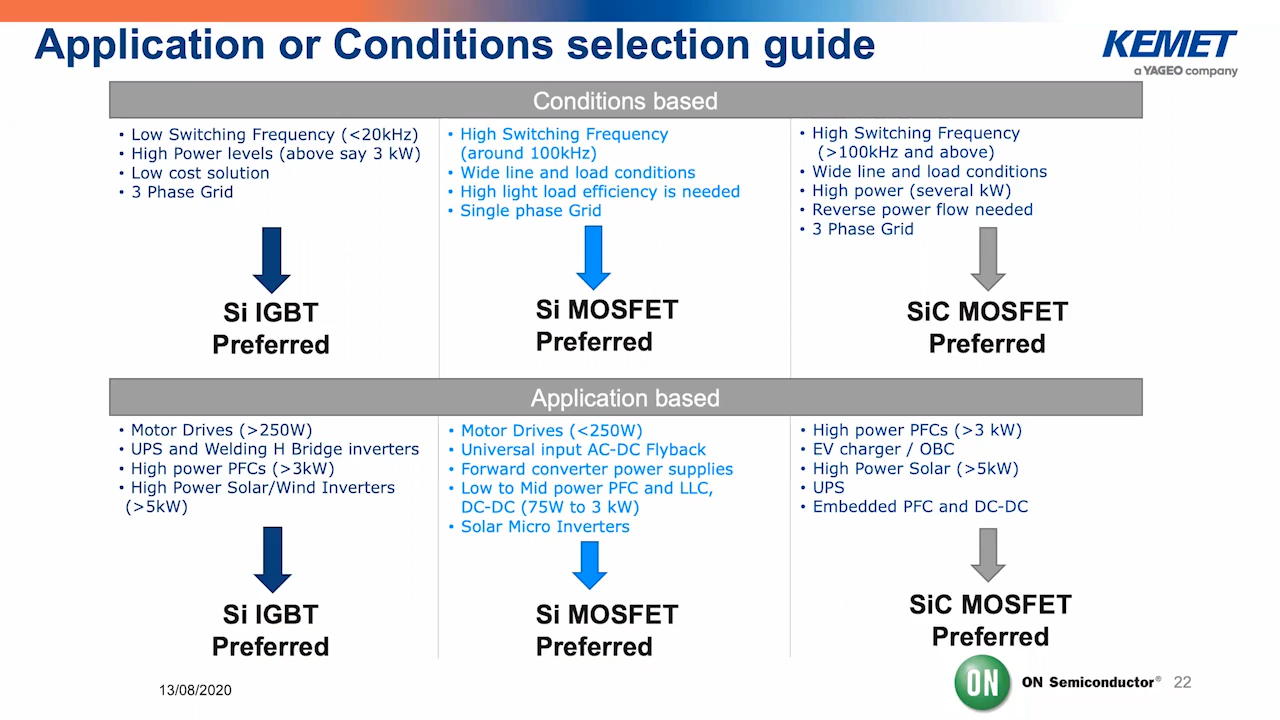 Application or Conditions selection guide
KEMET
a YAGEO company
Conditions based
• Low Switching Frequency (<20kHz)
• High Power levels (above say 3 kW)
• Low cost solution
• 3 Phase Grid
Si IGBT
Preferred
• High Switching Frequency
(around 100kHz)
• Wide line and load conditions
• High light load efficiency is needed
• Single phase Grid
Si MOSFET
Preferred
• High Switching Frequency
(>100kHz and above)
• Wide line and load conditions
• High power (several kW)
• Reverse power flow needed
• 3 Phase Grid
SiC MOSFET
Preferred
Application based
• Motor Drives (>250W)
• UPS and Welding H Bridge inverters
• High power PFCs (>3kW)
• High Power Solar/Wind Inverters
(>5kW)
Si IGBT
Preferred
• Motor Drives (<250W)
• Universal input AC-DC Flyback
• Forward converter power supplies
• Low to Mid power PFC and LLC,
DC-DC (75W to 3 kW)
• Solar Micro Inverters
Si MOSFET
Preferred
• High power PFCs (>3 kW)
• EV charger / OBC
• High Power Solar (>5kW)
• UPS
• Embedded PFC and DC-DC
SiC MOSFET
Preferred
13/08/2020
ON
ON Semiconductor®
22